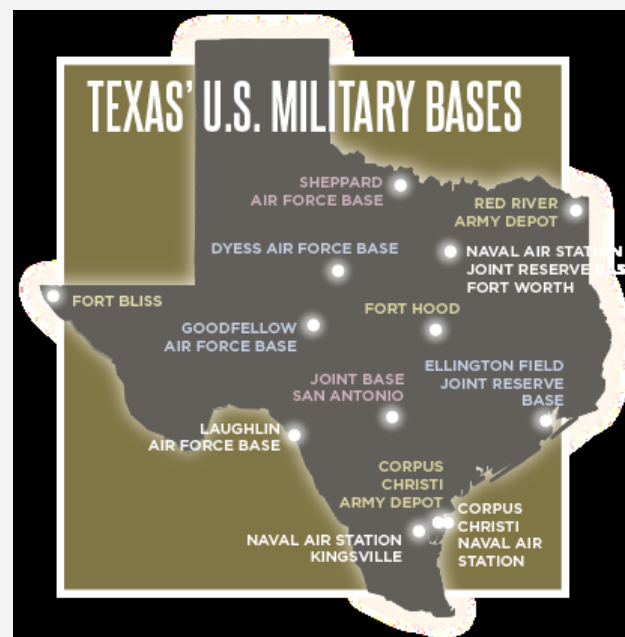 TEXAS' U.S. MILITARY BASES
SHEPPARD
AIR FORCE BASE
RED RIVER
ARMY DEPOT
DYESS AIR FORCE BASE
NAVAL AIR STATION
JOINT RESERVE BAS
FORT WORTH
FORT BLISS
FORT HOOD
GOODFELLOW
AIR FORCE BASE
ELLINGTON FIELD
JOINT RESERVE
BASE
JOINT BASE
SAN ANTONIO
LAUGHLIN
AIR FORCE BASE
CORPUS
CHRISTI
ARMY DEPOT
CORPUS
CHRISTI
NAVAL AIR
STATION
NAVAL AIR STATION
KINGSVILLE